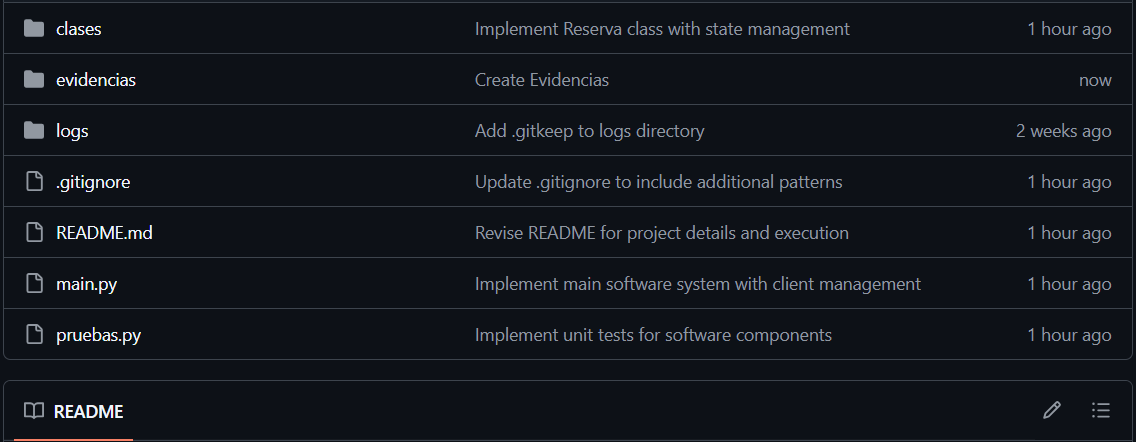 clases Implement Reserva class with state management 1 hour ago
evidencias Create Evidencias now
logs Add .gitkeep to logs directory 2 weeks ago
.gitignore Update .gitignore to include additional patterns 1 hour ago
README.md Revise README for project details and execution 1 hour ago
main.py Implement main software system with client management 1 hour ago
pruebas.py Implement unit tests for software components 1 hour ago
README